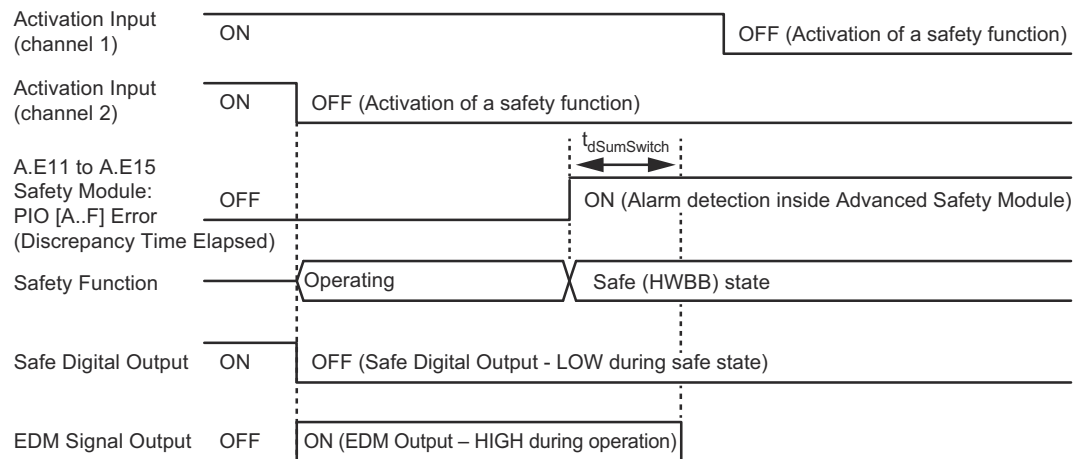 Activation Input
(channel 1)
ON
OFF (Activation of a safety function)
Activation Input
(channel 2)
ON
OFF (Activation of a safety function)
tdSumSwitch
A.E11 to A.E15
Safety Module:
PIO [A..F] Error
(Discrepancy Time Elapsed)
OFF
ON (Alarm detection inside Advanced Safety Module)
Safety Function
Operating
Safe (HWBB) state
Safe Digital Output
ON
OFF (Safe Digital Output - LOW during safe state)
EDM Signal Output
OFF
ON (EDM Output – HIGH during operation)